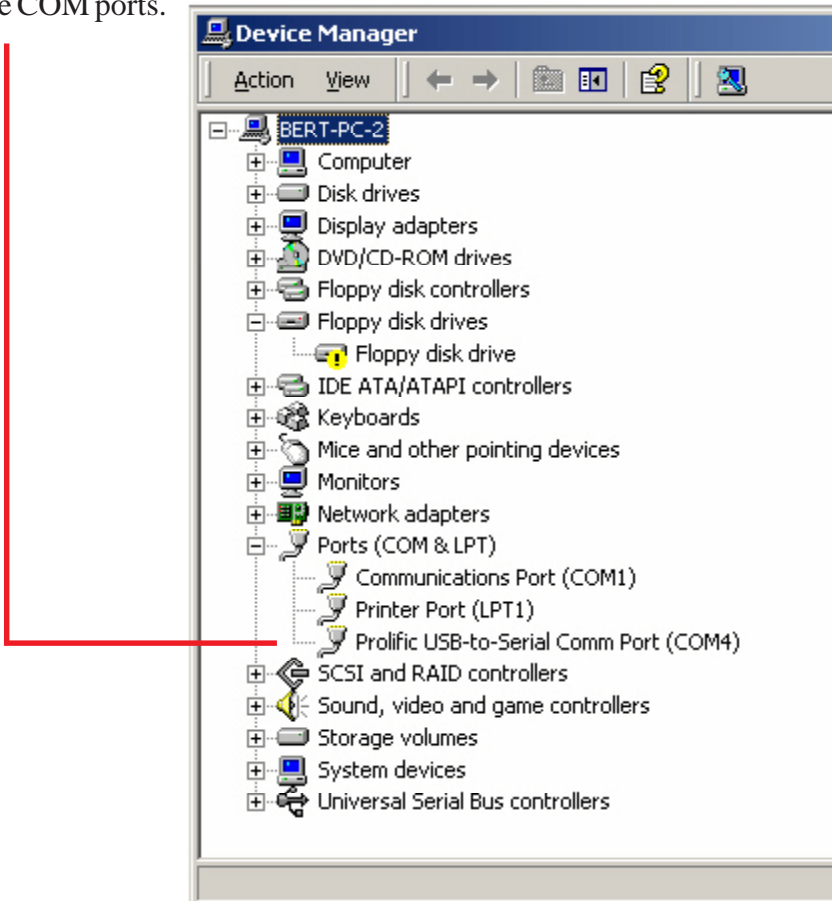 COM ports.
Device Manager
Action View
BERT-PC-2
Computer
Disk drives
Display adapters
DVD/CD-ROM drives
Floppy disk controllers
Floppy disk drives
Floppy disk drive
IDE ATA/ATAPI controllers
Keyboards
Mice and other pointing devices
Monitors
Network adapters
Ports (COM & LPT)
Communications Port (COM1)
Printer Port (LPT1)
Prolific USB-to-Serial Comm Port (COM4)
SCSI and RAID controllers
Sound, video and game controllers
Storage volumes
System devices
Universal Serial Bus controllers